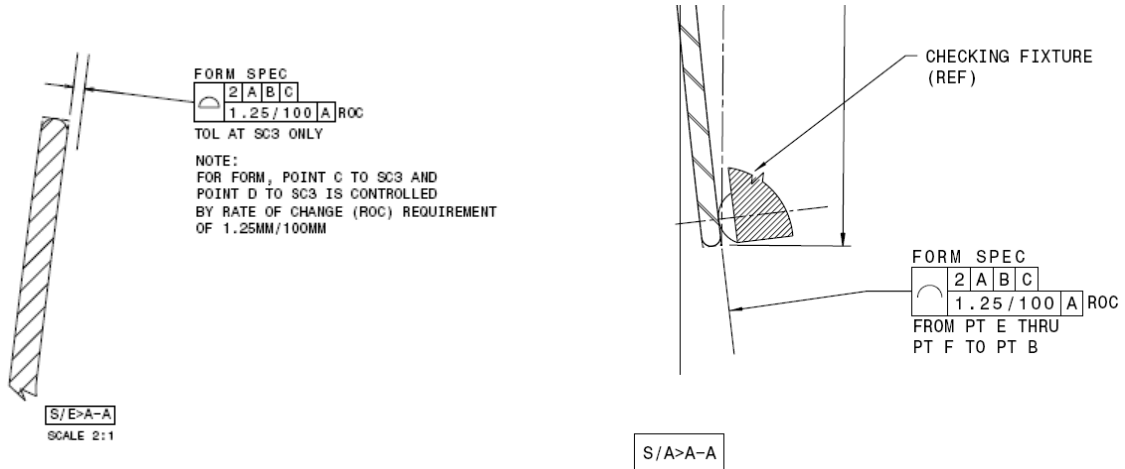 FORM SPEC
2 A B C
1.25/100 A ROC
TOL AT SC3 ONLY
NOTE:
FOR FORM, POINT C TO SC3 AND
POINT D TO SC3 IS CONTROLLED
BY RATE OF CHANGE (ROC) REQUIREMENT
OF 1.25MM/100MM
S/E>A-A
SCALE 2:1
CHECKING FIXTURE
(REF)
FORM SPEC
2 A B C
1.25/100 A ROC
FROM PT E THRU
PT F TO PT B
S/A>A-A